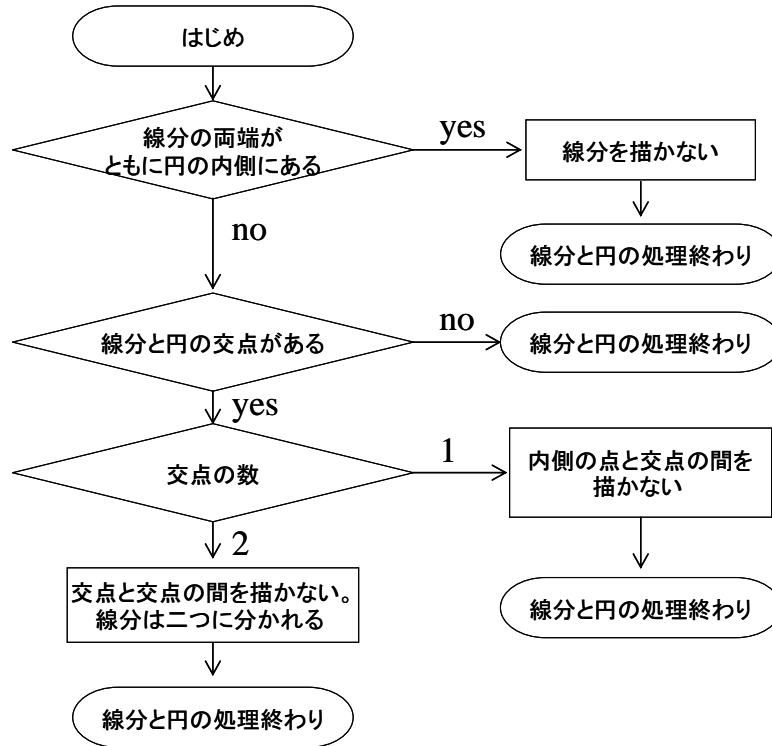 はじめ
線分の両端が
ともに円の内側にある
yes
線分を描かない
no
線分と円の処理終わり
線分と円の交点がある
no
線分と円の処理終わり
yes
交点の数
1
内側の点と交点の間を
描かない
2
交点と交点の間を描かない。
線分は二つに分かれる
線分と円の処理終わり
線分と円の処理終わり